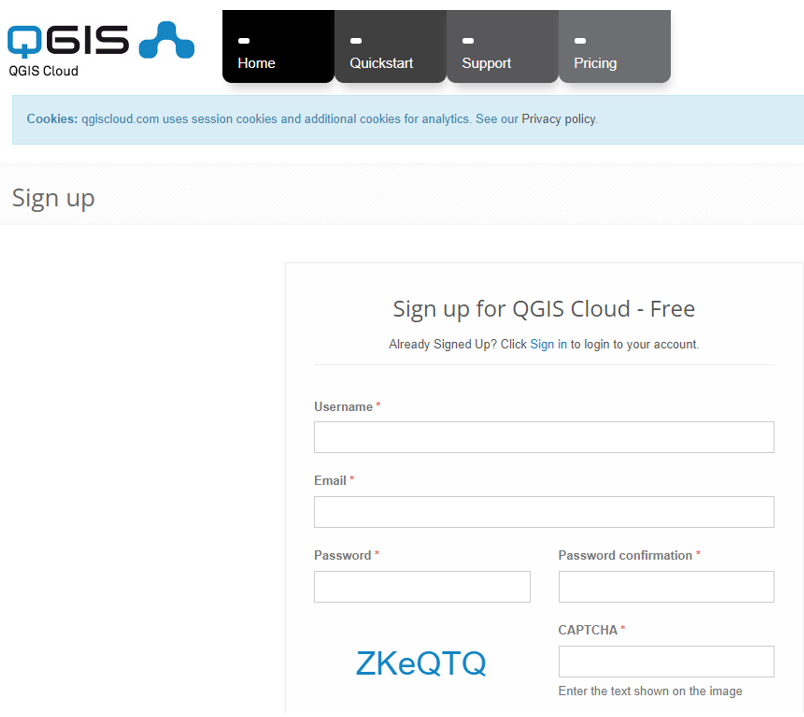 QGIS
QGIS Cloud
Home
Quickstart
Support
Pricing
Cookies: qgiscloud.com uses session cookies and additional cookies for analytics. See our Privacy policy.
Sign up
Sign up for QGIS Cloud - Free
Already Signed Up? Click Sign in to login to your account.
Username *
Email *
Password *
Password confirmation *
CAPTCHA *
ZKeQTQ
Enter the text shown on the image